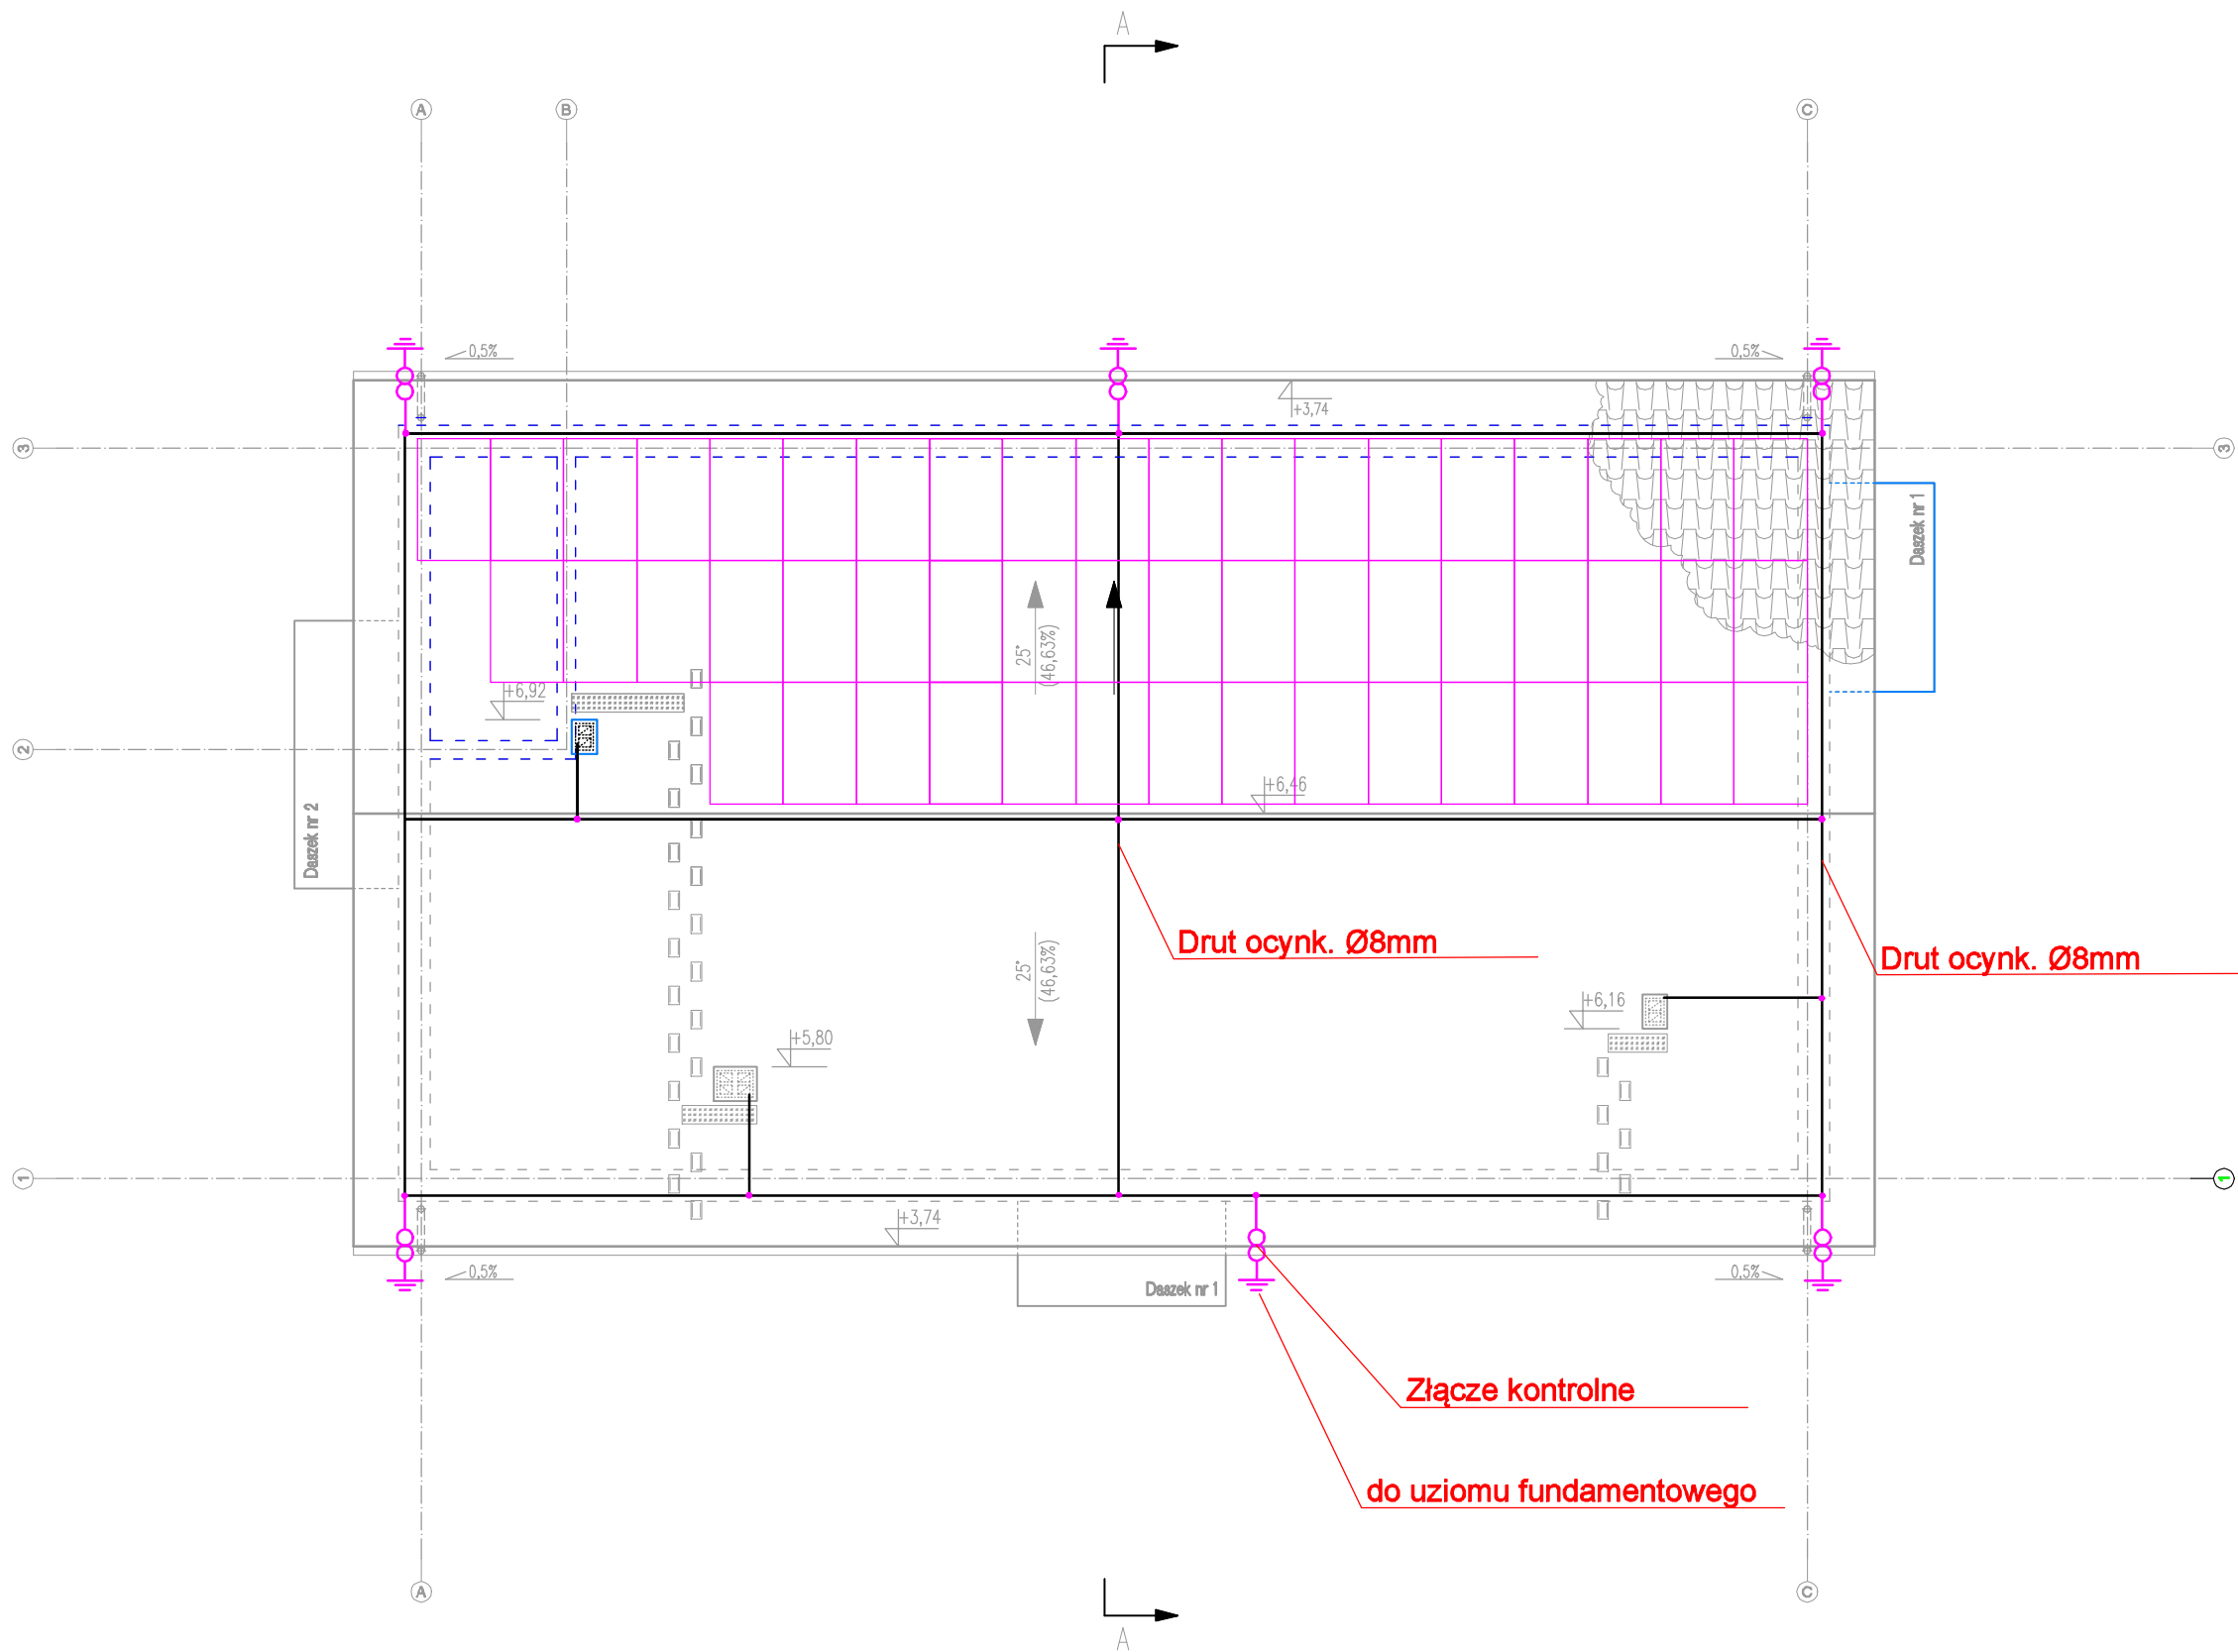 A
A
B
C
0,5%
0,5%
+3,74
3
3
Daszek nr 1
25°
(46,63%)
+6,92
2
+6,46
Daszek nr 2
Drut ocynk. Ø8mm
Drut ocynk. Ø8mm
25°
(46,63%)
+6,16
+5,80
1
1
+3,74
0,5%
0,5%
Daszek nr 1
Złącze kontrolne
do uziomu fundamentowego
A
C
A